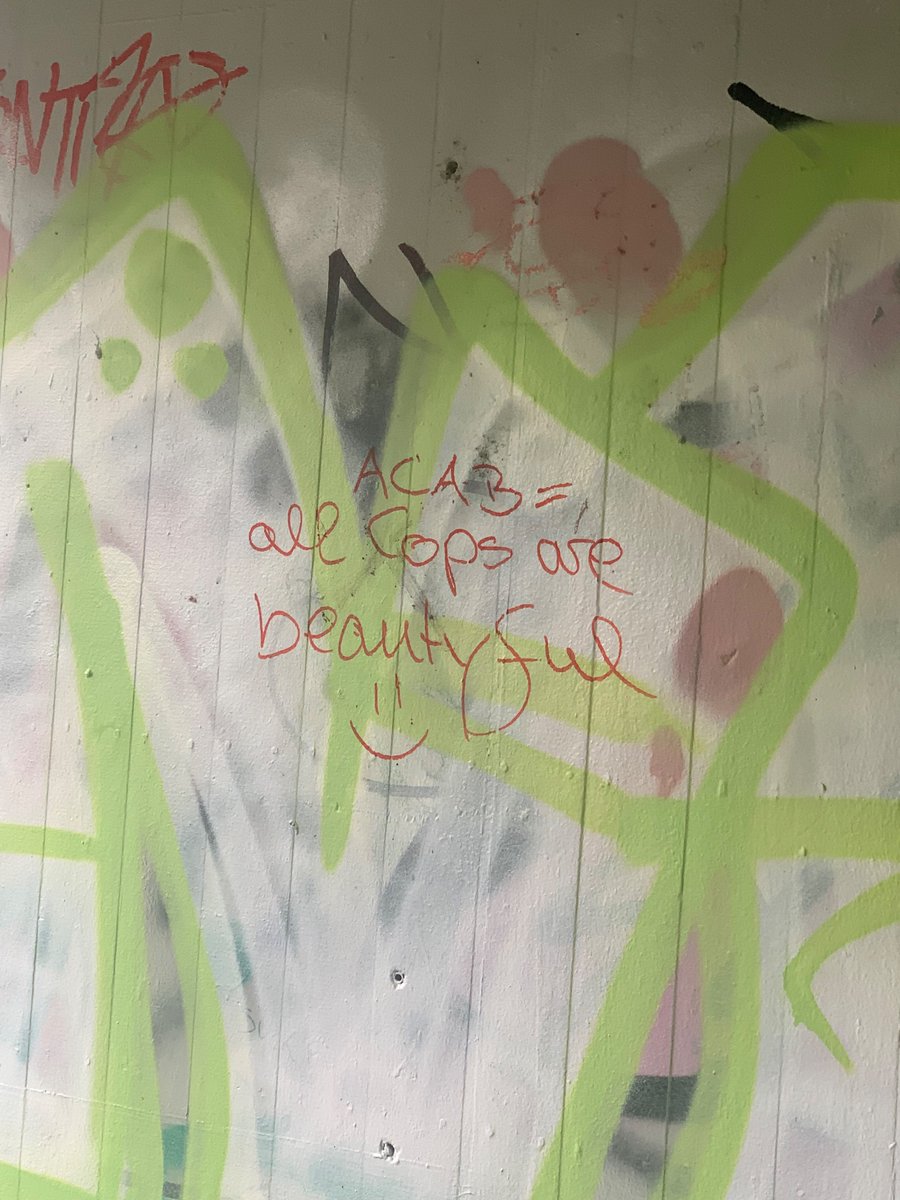 ACAB =
all Cops are
beautyful